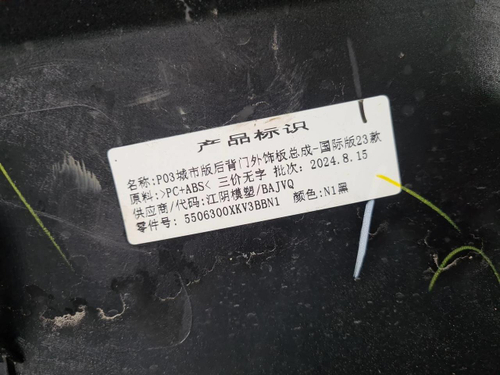 产品标识
名称:P03城市版后背门外饰板总成-国际版23款
原料:>PC+ABS< 三价无字 批次: 2024.8.15
供应商/代码:江阴模塑/BAJVQ
零件号: 5506300XKV3BBN1 颜色:N1黑